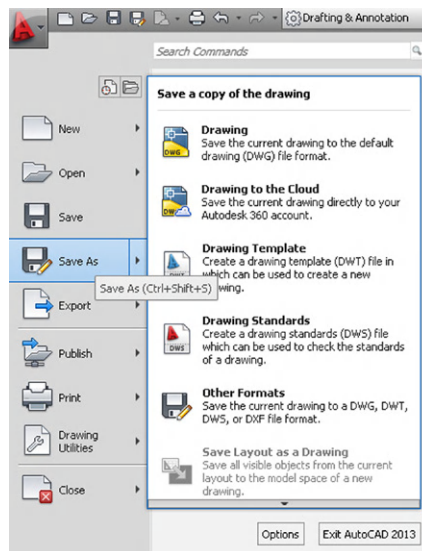 Drafting & Annotation
Search Commands
Save a copy of the drawing
New
Open
Save
Save As
Save As (Ctrl+Shift+S)
Export
Publish
Print
Drawing
Utilities
Close
Drawing
Save the current drawing to the default
drawing (DWG) file format.
Drawing to the Cloud
Save the current drawing directly to your
Autodesk 360 account.
Drawing Template
Create a drawing template (DWT) file in
which can be used to create a new
wing.
Drawing Standards
Create a drawing standards (DWS) file
which can be used to check the standards
of a drawing.
Other Formats
Save the current drawing to a DWG, DWT,
DWS, or DXF file format.
Save Layout as a Drawing
Save all visible objects from the current
layout to the model space of a new
drawing.
Options
Exit AutoCAD 2013